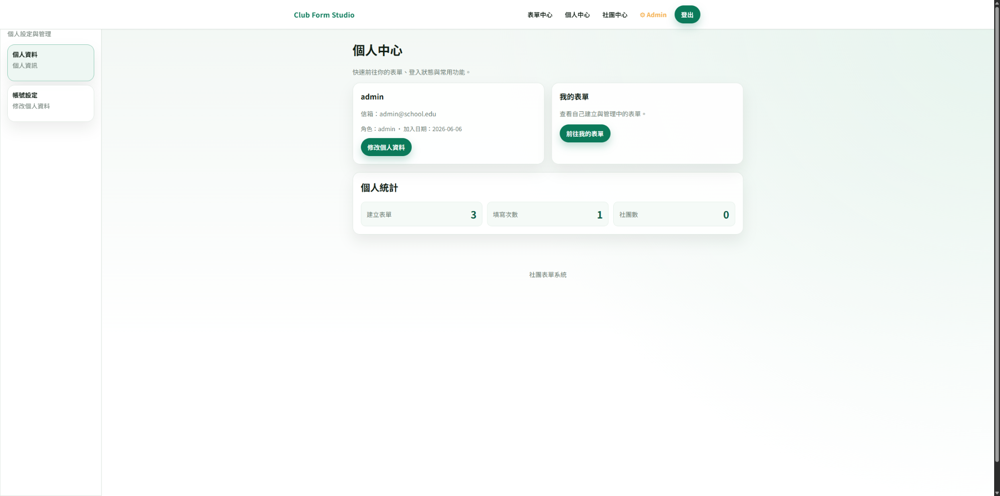 Club Form Studio
表單中心
個人中心
社團中心
Admin
登出
個人設定與管理
個人資料
個人資訊
帳號設定
修改個人資料
個人中心
快速前往你的表單、登入狀態與常用功能。
admin
信箱：admin@school.edu
角色：admin · 加入日期：2026-06-06
修改個人資料
我的表單
查看自己建立與管理中的表單。
前往我的表單
個人統計
建立表單 3
填寫次數 1
社團數 0
社團表單系統